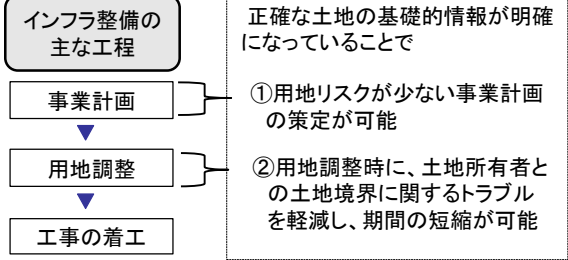 インフラ整備の
主な工程
事業計画
▼
用地調整
▼
工事の着工
正確な土地の基礎的情報が明確
になっていることで
①用地リスクが少ない事業計画
の策定が可能
②用地調整時に、土地所有者と
の土地境界に関するトラブル
を軽減し、期間の短縮が可能